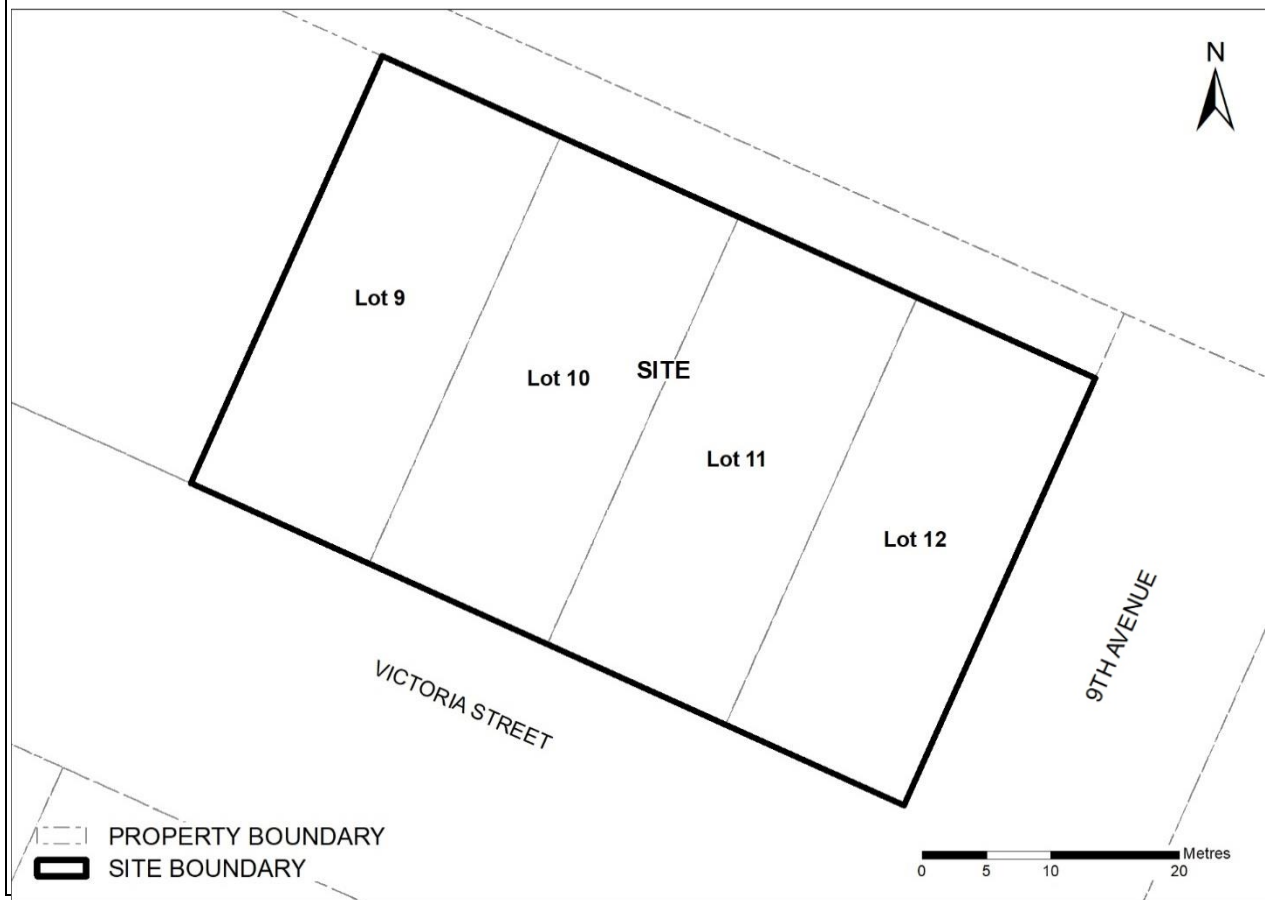 N
Lot 9
Lot 10
SITE
Lot 11
Lot 12
9TH AVENUE
VICTORIA STREET
PROPERTY BOUNDARY
SITE BOUNDARY
Metres
0 5 10 20